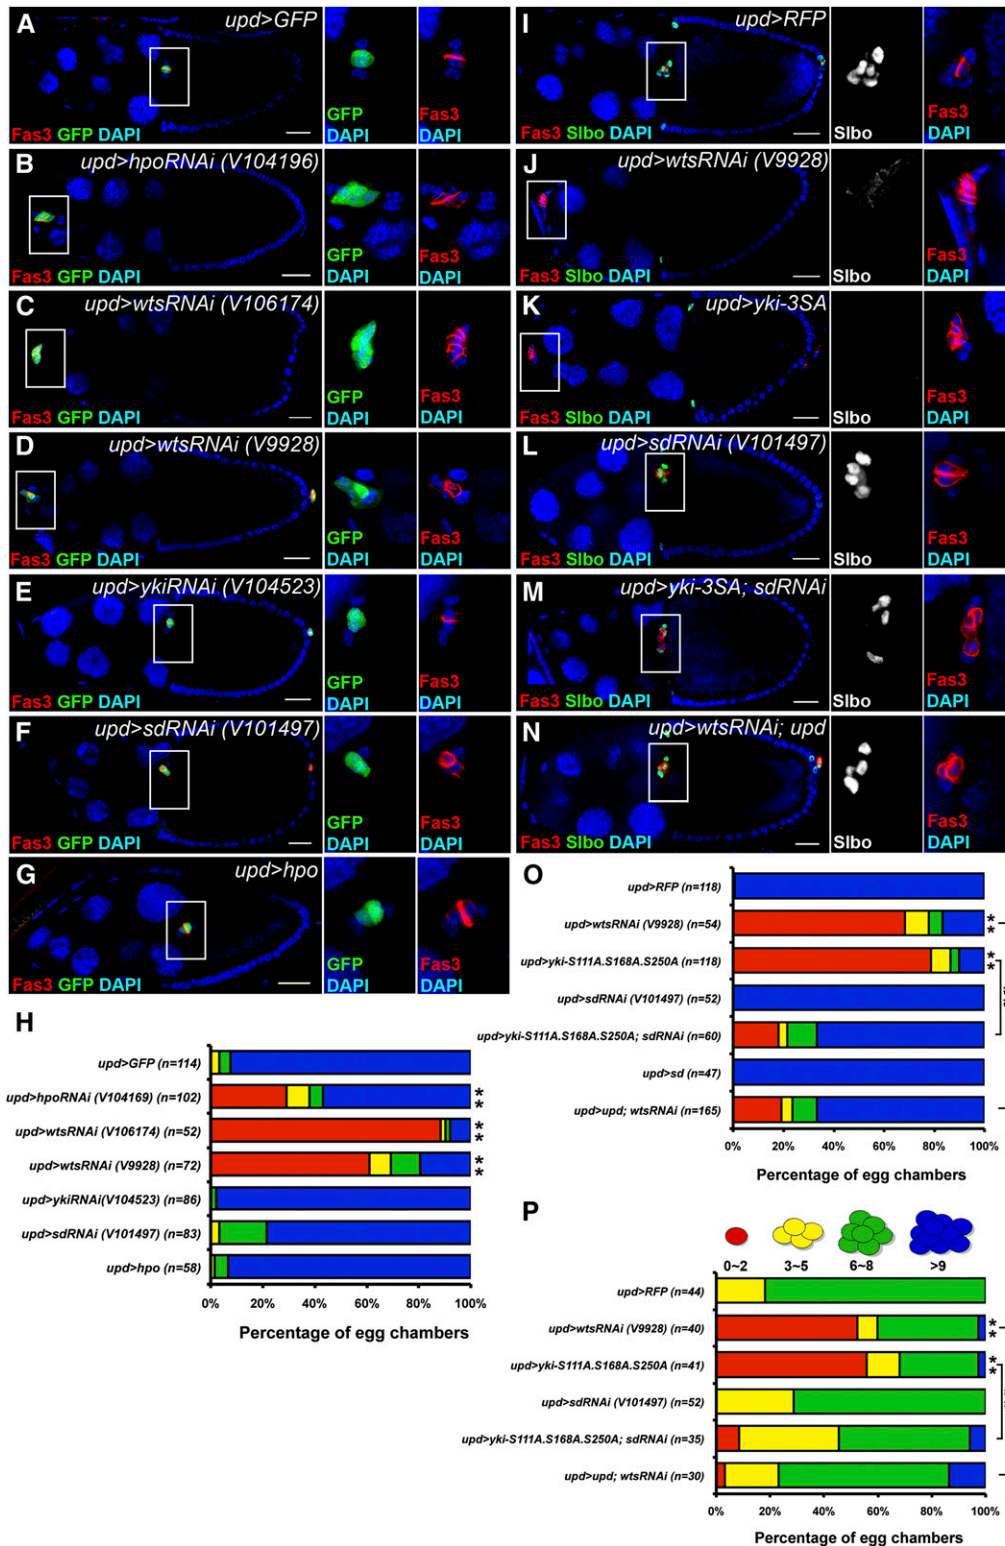 A
upd>GFP
GFP
DAPI
Fas3
Fas3 GFP DAPI
B
upd>hpoRNAi (V104196)
GFP
DAPI
Fas3
DAPI
Fas3 GFP DAPI
C
upd>wtsRNAi (V106174)
GFP
DAPI
Fas3
DAPI
Fas3 GFP DAPI
D
upd>wtsRNAi (V9928)
GFP
DAPI
Fas3
DAPI
Fas3 GFP DAPI
E
upd>ykiRNAi (V104523)
GFP
DAPI
Fas3
DAPI
Fas3 GFP DAPI
F
upd>sdRNAi (V101497)
GFP
DAPI
Fas3
DAPI
Fas3 GFP DAPI
G
upd>hpo
GFP
DAPI
Fas3
DAPI
Fas3 GFP DAPI
H
upd>GFP (n=114)
upd>hpoRNAi (V104169) (n=102)
**
upd>wtsRNAi (V106174) (n=52)
**
upd>wtsRNAi (V9928) (n=72)
**
upd>ykiRNAi(V104523) (n=86)
upd>sdRNAi (V101497) (n=83)
upd>hpo (n=58)
0% 20% 40% 60% 80% 100%
Percentage of egg chambers
I
upd>RFP
Fas3 Slbo DAPI
Slbo
Fas3
DAPI
J
upd>wtsRNAi (V9928)
Fas3 Slbo DAPI
Slbo
Fas3
DAPI
K
upd>yki-3SA
Fas3 Slbo DAPI
Slbo
Fas3
DAPI
L
upd>sdRNAi (V101497)
Fas3 Slbo DAPI
Slbo
Fas3
DAPI
M
upd>yki-3SA; sdRNAi
Fas3 Slbo DAPI
Slbo
Fas3
DAPI
N
upd>wtsRNAi; upd
Fas3 Slbo DAPI
Slbo
Fas3
DAPI
O
upd>RFP (n=118)
upd>wtsRNAi (V9928) (n=54)
**
upd>yki-S111A.S168A.S250A (n=118)
**
upd>sdRNAi (V101497) (n=52)
upd>yki-S111A.S168A.S250A; sdRNAi (n=60)
upd>sd (n=47)
upd>upd; wtsRNAi (n=165)
0% 20% 40% 60% 80% 100%
Percentage of egg chambers
P
0~2 3~5 6~8 >9
upd>RFP (n=44)
upd>wtsRNAi (V9928) (n=40)
**
upd>yki-S111A.S168A.S250A (n=41)
**
upd>sdRNAi (V101497) (n=52)
upd>yki-S111A.S168A.S250A; sdRNAi (n=35)
upd>upd; wtsRNAi (n=30)
0% 20% 40% 60% 80% 100%
Percentage of egg chambers